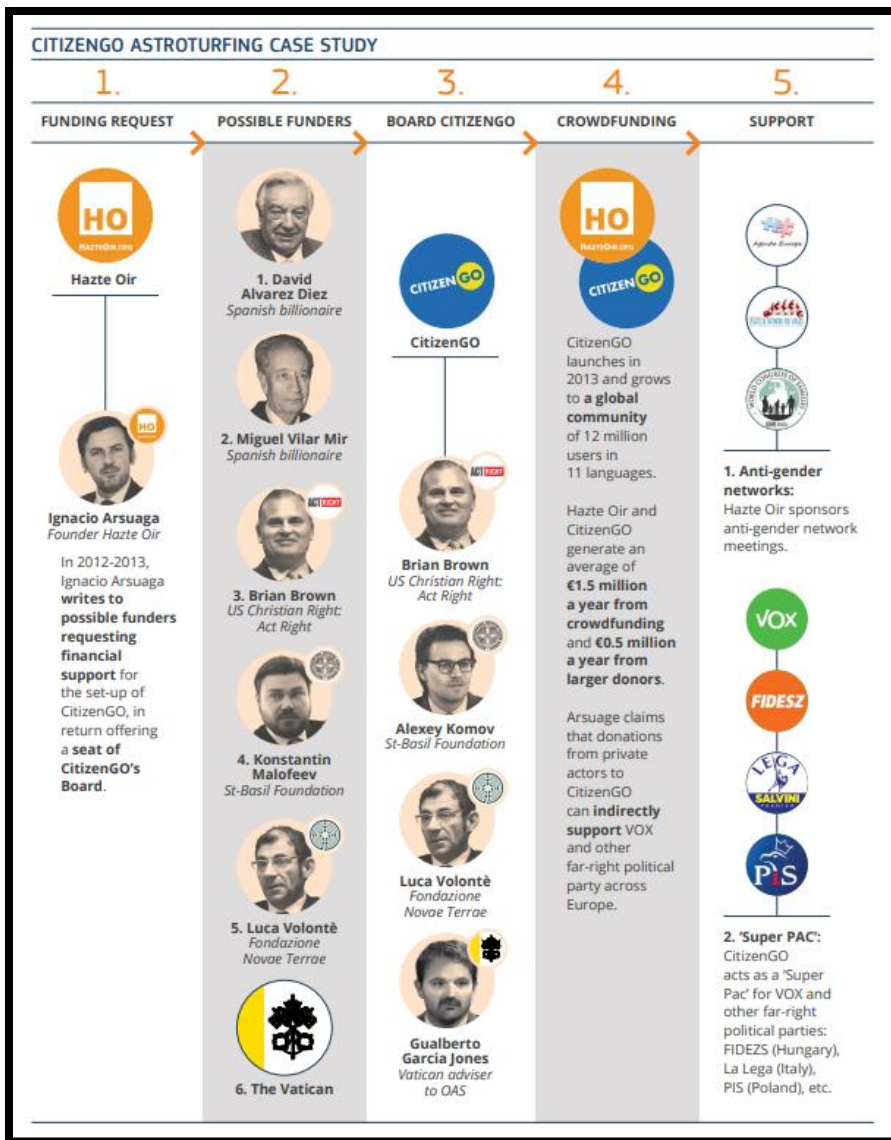 CITIZENGO ASTROTURFING CASE STUDY
1.
2.
3.
4.
5.
FUNDING REQUEST
POSSIBLE FUNDERS
BOARD CITIZENGO
CROWDFUNDING
SUPPORT
HO
HAZTEOIR.ORG
Hazte Oir
HO
Ignacio Arsuaga
Founder Hazte Oir
In 2012-2013,
Ignacio Arsuaga
writes to
possible funders
requesting
financial
support for
the set-up of
CitizenGO, in
return offering
a seat of
CitizenGO's
Board.
1. David
Alvarez Diez
Spanish billionaire
2. Miguel Vilar Mir
Spanish billionaire
ACTRIGHT
3. Brian Brown
US Christian Right:
Act Right
4. Konstantin
Malofeev
St-Basil Foundation
5. Luca Volontè
Fondazione
Novae Terrae
6. The Vatican
CITIZEN GO
CitizenGO
ACTRIGHT
Brian Brown
US Christian Right:
Act Right
Alexey Komov
St-Basil Foundation
Luca Volontè
Fondazione
Novae Terrae
Gualberto
Garcia Jones
Vatican adviser
to OAS
HO
HAZTEOIR.ORG
CITIZEN GO
CitizenGO
launches in
2013 and grows
to a global
community
of 12 million
users in
11 languages.
Hazte Oir and
CitizenGO
generate an
average of
€1.5 million
a year from
crowdfunding
and €0.5 million
a year from
larger donors.
Arsuage claims
that donations
from private
actors to
CitizenGO
can indirectly
support VOX
and other
far-right political
party across
Europe.
Agenda Europe
WORLD CONGRESS OF FAMILIES
1. Anti-gender
networks:
Hazte Oir sponsors
anti-gender network
meetings.
VOX
FIDESZ
LEGA
SALVINI
PREMIER
PiS
2. 'Super PAC':
CitizenGO
acts as a 'Super
Pac' for VOX and
other far-right
political parties:
FIDEZS (Hungary),
La Lega (Italy),
PIS (Poland), etc.